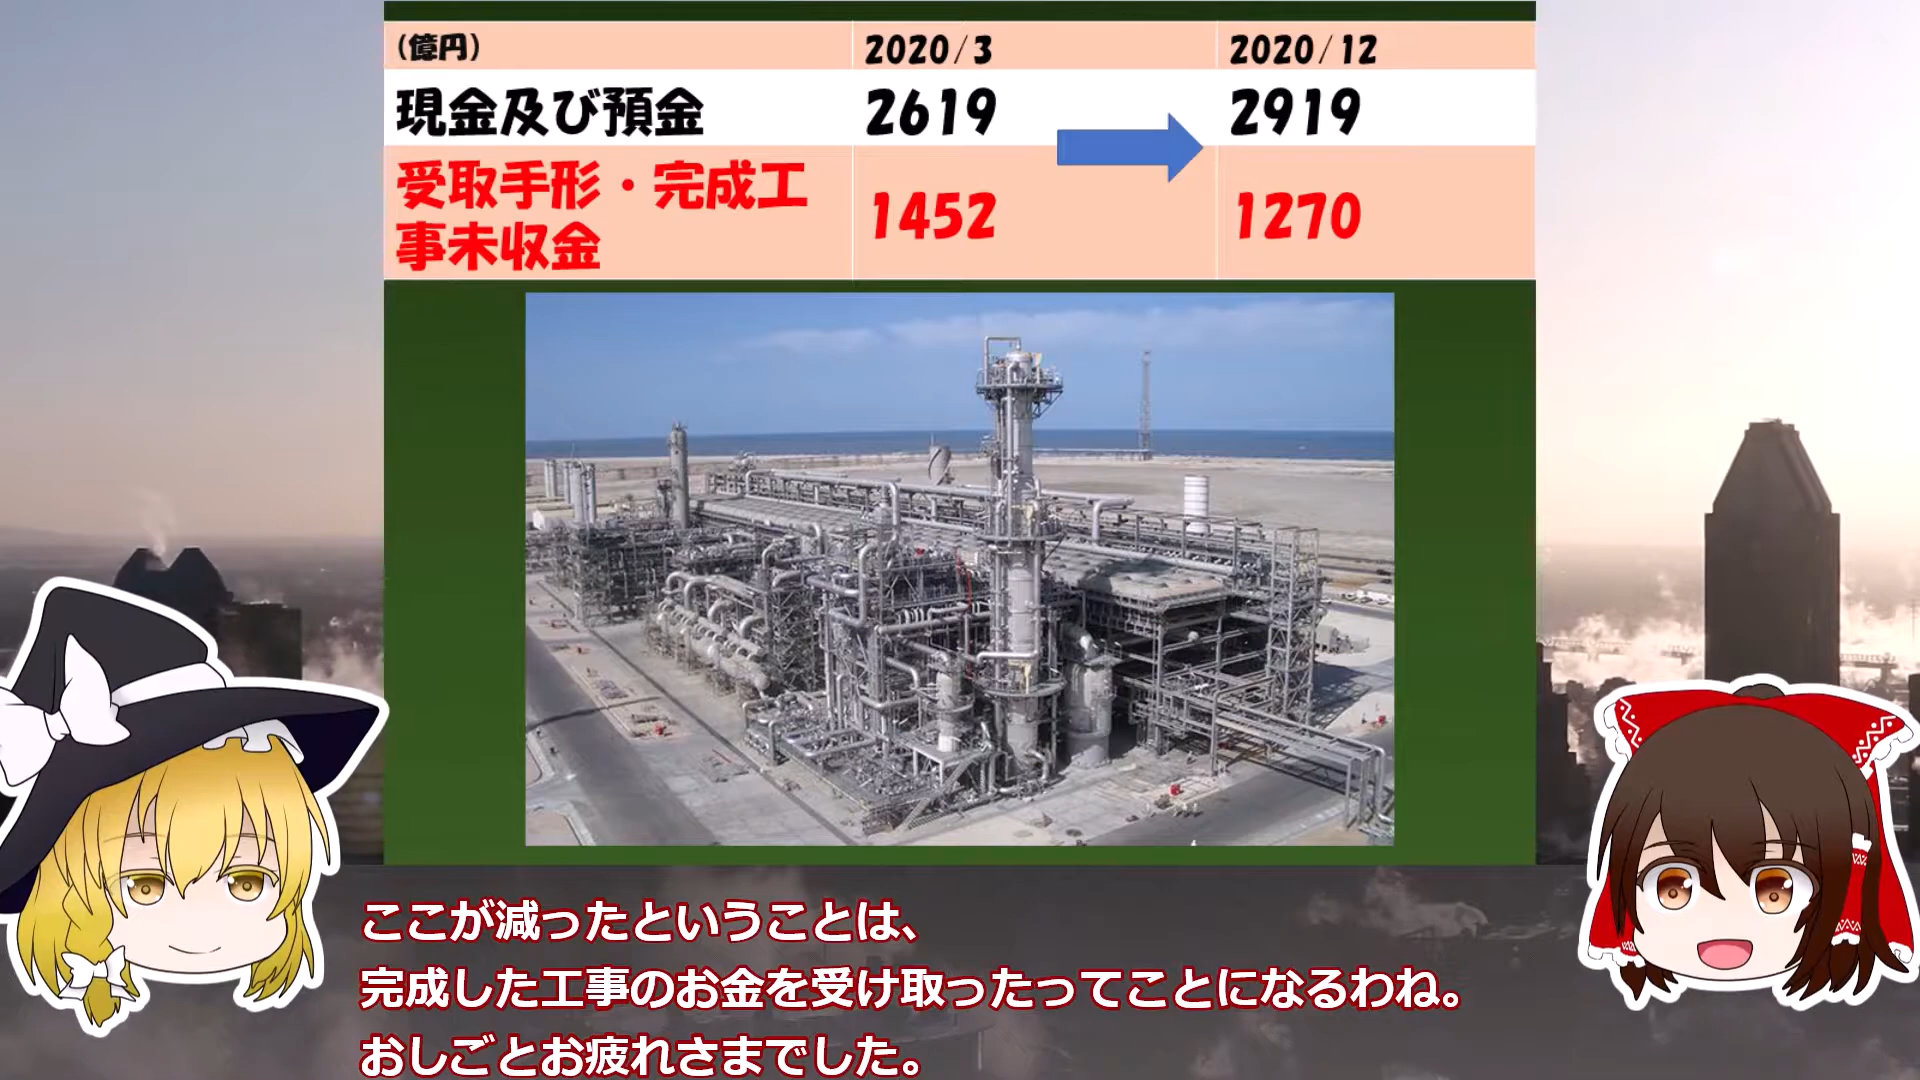 (億円) 2020/3 2020/12
現金及び預金 2619 2919
受取手形・完成工
事未収金 1452 1270
ここが減ったということは、
完成した工事のお金を受け取ったってことになるわね。
おしごとお疲れさまでした。